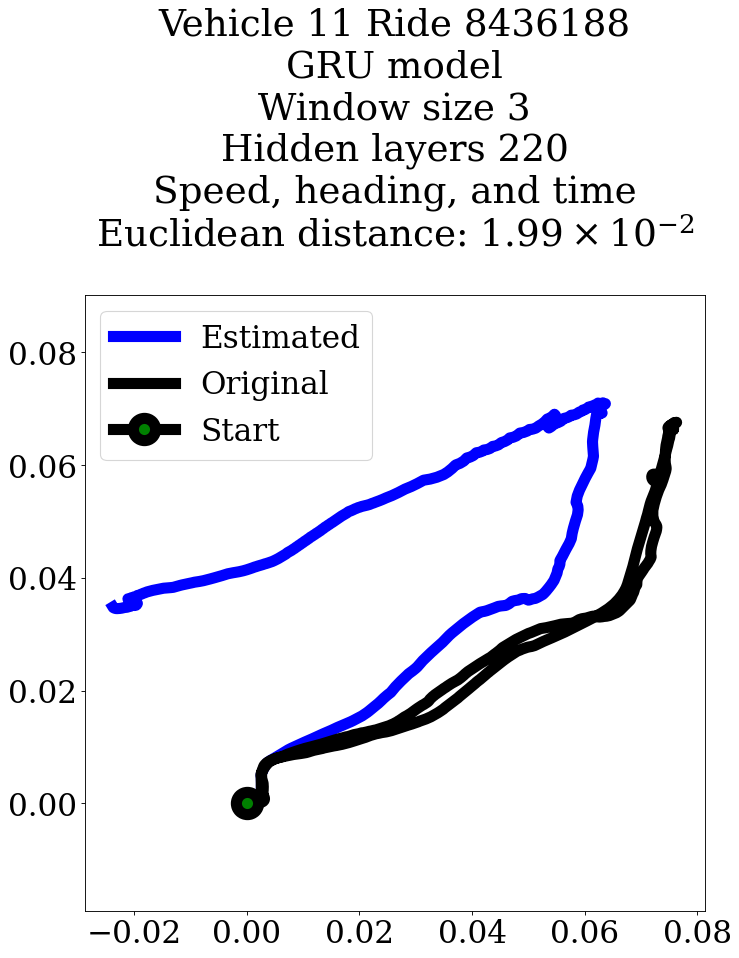 Vehicle 11 Ride 8436188
GRU model
Window size 3
Hidden layers 220
Speed, heading, and time
Euclidean distance: 1.99 × 10⁻²
Estimated
Original
Start
0.08
0.06
0.04
0.02
0.00
−0.02 0.00 0.02 0.04 0.06 0.08